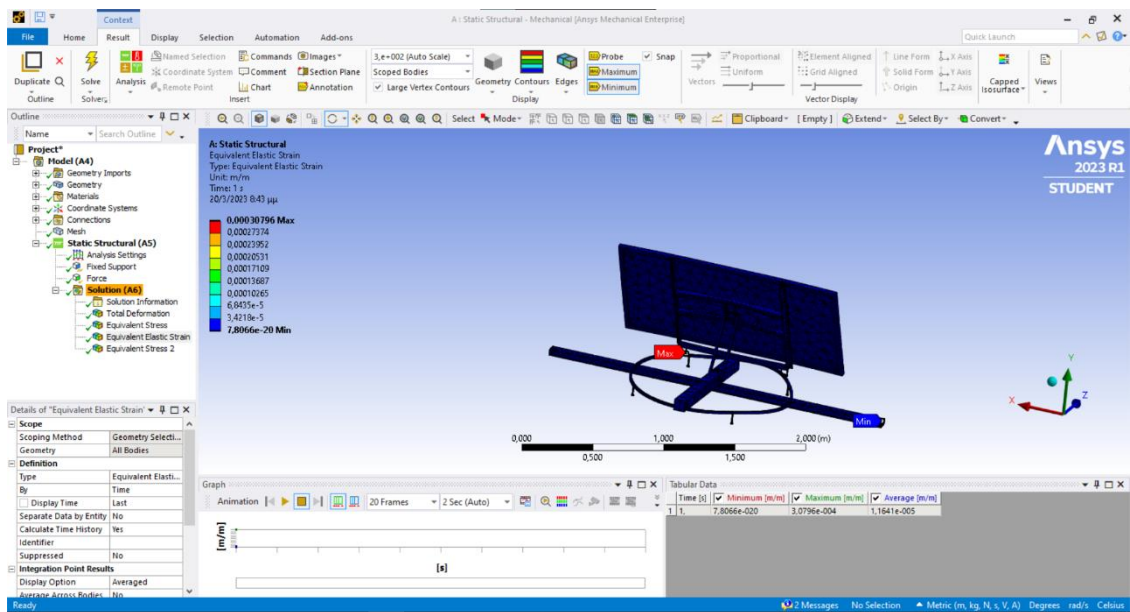 Context
A : Static Structural - Mechanical [Ansys Mechanical Enterprise]
File Home Result Display Selection Automation Add-ons
Quick Launch
Duplicate Q
Outline
Solve
Solver
Analysis
Named Selection
Coordinate System
Remote Point
Commands
Comment
Chart
Images
Section Plane
Annotation
Insert
3,e+002 (Auto Scale)
Scoped Bodies
Large Vertex Contours
Geometry Contours Edges
Probe
Maximum
Minimum
Snap
Display
Vectors
Proportional
Uniform
Element Aligned
Grid Aligned
Line Form
Solid Form
Origin
X Axis
Y Axis
Z Axis
Vector Display
Capped
Isosurface
Views
Outline
Name
Search Outline
Select Mode
Clipboard [Empty] Extend Select By Convert
Project*
Model (A4)
Geometry Imports
Geometry
Materials
Coordinate Systems
Connections
Mesh
Static Structural (A5)
Analysis Settings
Fixed Support
Force
Solution (A6)
Solution Information
Total Deformation
Equivalent Stress
Equivalent Elastic Strain
Equivalent Stress 2
A: Static Structural
Equivalent Elastic Strain
Type: Equivalent Elastic Strain
Unit: m/m
Time: 1 s
20/3/2023 8:43 μμ
0,00030796 Max
0,00027374
0,00023952
0,00020531
0,00017109
0,00013687
0,00010265
6,8435e-5
3,4218e-5
7,8066e-20 Min
Ansys
2023 R1
STUDENT
Max
Min
Y
X
Z
0,000 1,000 2,000 (m)
0,500 1,500
Details of "Equivalent Elastic Strain'
Scope
Scoping Method Geometry Selecti...
Geometry All Bodies
Definition
Type Equivalent Elasti...
By Time
Display Time Last
Separate Data by Entity No
Calculate Time History Yes
Identifier
Suppressed No
Integration Point Results
Display Option Averaged
Average Across Bodies No
Graph
Animation 20 Frames 2 Sec (Auto)
[m/m]
[s]
Tabular Data
Time [s] Minimum [m/m] Maximum [m/m] Average [m/m]
1 1, 7,8066e-020 3,0796e-004 1,1641e-005
Ready
2 Messages No Selection Metric (m, kg, N, s, V, A) Degrees rad/s Celsius